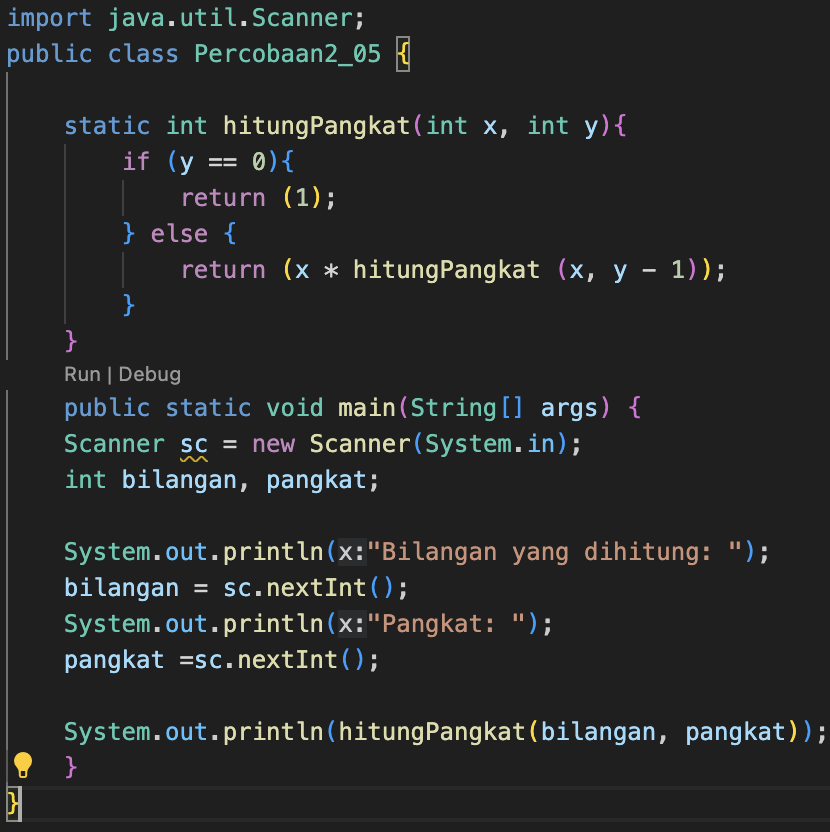 import java.util.Scanner;
public class Percobaan2_05 {
static int hitungPangkat(int x, int y){
if (y == 0){
return (1);
} else {
return (x * hitungPangkat (x, y - 1));
}
}
Run | Debug
public static void main(String[] args) {
Scanner sc = new Scanner(System.in);
int bilangan, pangkat;
System.out.println(x:"Bilangan yang dihitung: ");
bilangan = sc.nextInt();
System.out.println(x:"Pangkat: ");
pangkat =sc.nextInt();
System.out.println(hitungPangkat(bilangan, pangkat));
}
}